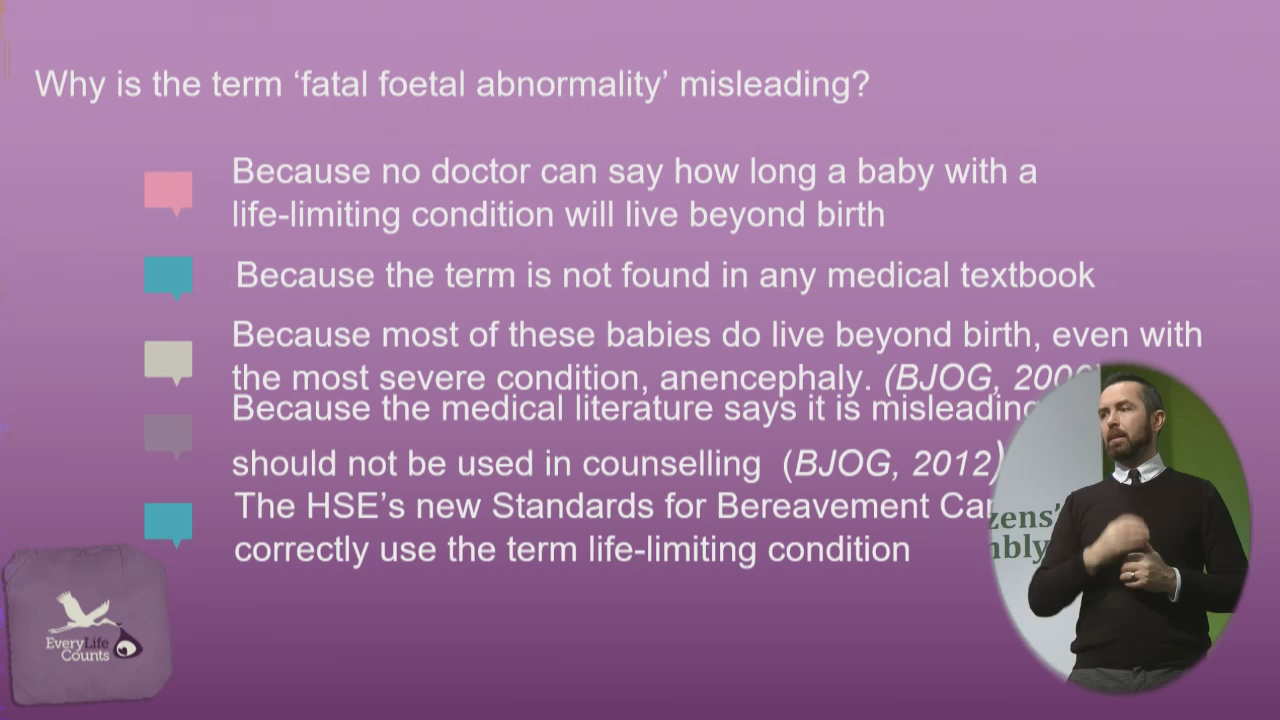 Why is the term ‘fatal foetal abnormality’ misleading?
Because no doctor can say how long a baby with a
life-limiting condition will live beyond birth
Because the term is not found in any medical textbook
Because most of these babies do live beyond birth, even with
the most severe condition, anencephaly. (BJOG,
Because the medical literature says it is misleading
should not be used in counselling (BJOG, 2012)
The HSE’s new Standards for Bereavement
correctly use the term life-limiting condition
zens’
mbly
EveryLife
Counts